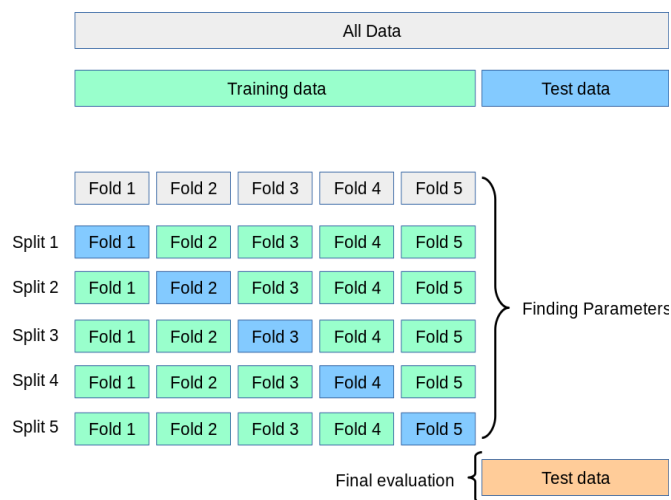 All Data
Training data Test data
Fold 1 Fold 2 Fold 3 Fold 4 Fold 5
Split 1 Fold 1 Fold 2 Fold 3 Fold 4 Fold 5
Split 2 Fold 1 Fold 2 Fold 3 Fold 4 Fold 5
Finding Parameters
Split 3 Fold 1 Fold 2 Fold 3 Fold 4 Fold 5
Split 4 Fold 1 Fold 2 Fold 3 Fold 4 Fold 5
Split 5 Fold 1 Fold 2 Fold 3 Fold 4 Fold 5
Final evaluation Test data